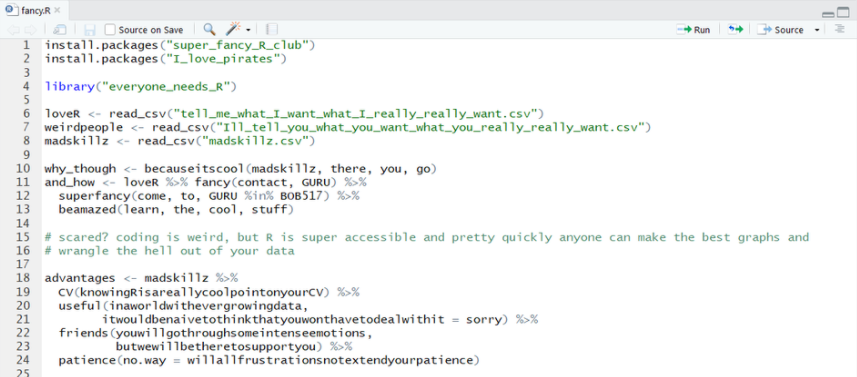 fancy.R
Source on Save
Run
Source
1 install.packages("super_fancy_R_club")
2 install.packages("I_love_pirates")
3
4 library("everyone_needs_R")
5
6 loveR <- read_csv("tell_me_what_I_want_what_I_really_really_want.csv")
7 weirdpeople <- read_csv("Ill_tell_you_what_you_want_what_you_really_really_want.csv")
8 madskillz <- read_csv("madskillz.csv")
9
10 why_though <- becauseitscool(madskillz, there, you, go)
11 and_how <- loveR %>% fancy(contact, GURU) %>%
12 superfancy(come, to, GURU %in% BOB517) %>%
13 beamazed(learn, the, cool, stuff)
14
15 # scared? coding is weird, but R is super accessible and pretty quickly anyone can make the best graphs and
16 # wrangle the hell out of your data
17
18 advantages <- madskillz %>%
19 CV(knowingRisareallycoolpointonyourCV) %>%
20 useful(inaworldwithevergrowingdata,
21 itwouldbenaivetothinkthatyouwonthavetodealwithit = sorry) %>%
22 friends(youwillgothroughsomeintenseemotions,
23 butwewillbetheretosupportyou) %>%
24 patience(no.way = willallfrustrationsnotextendyourpatience)
25